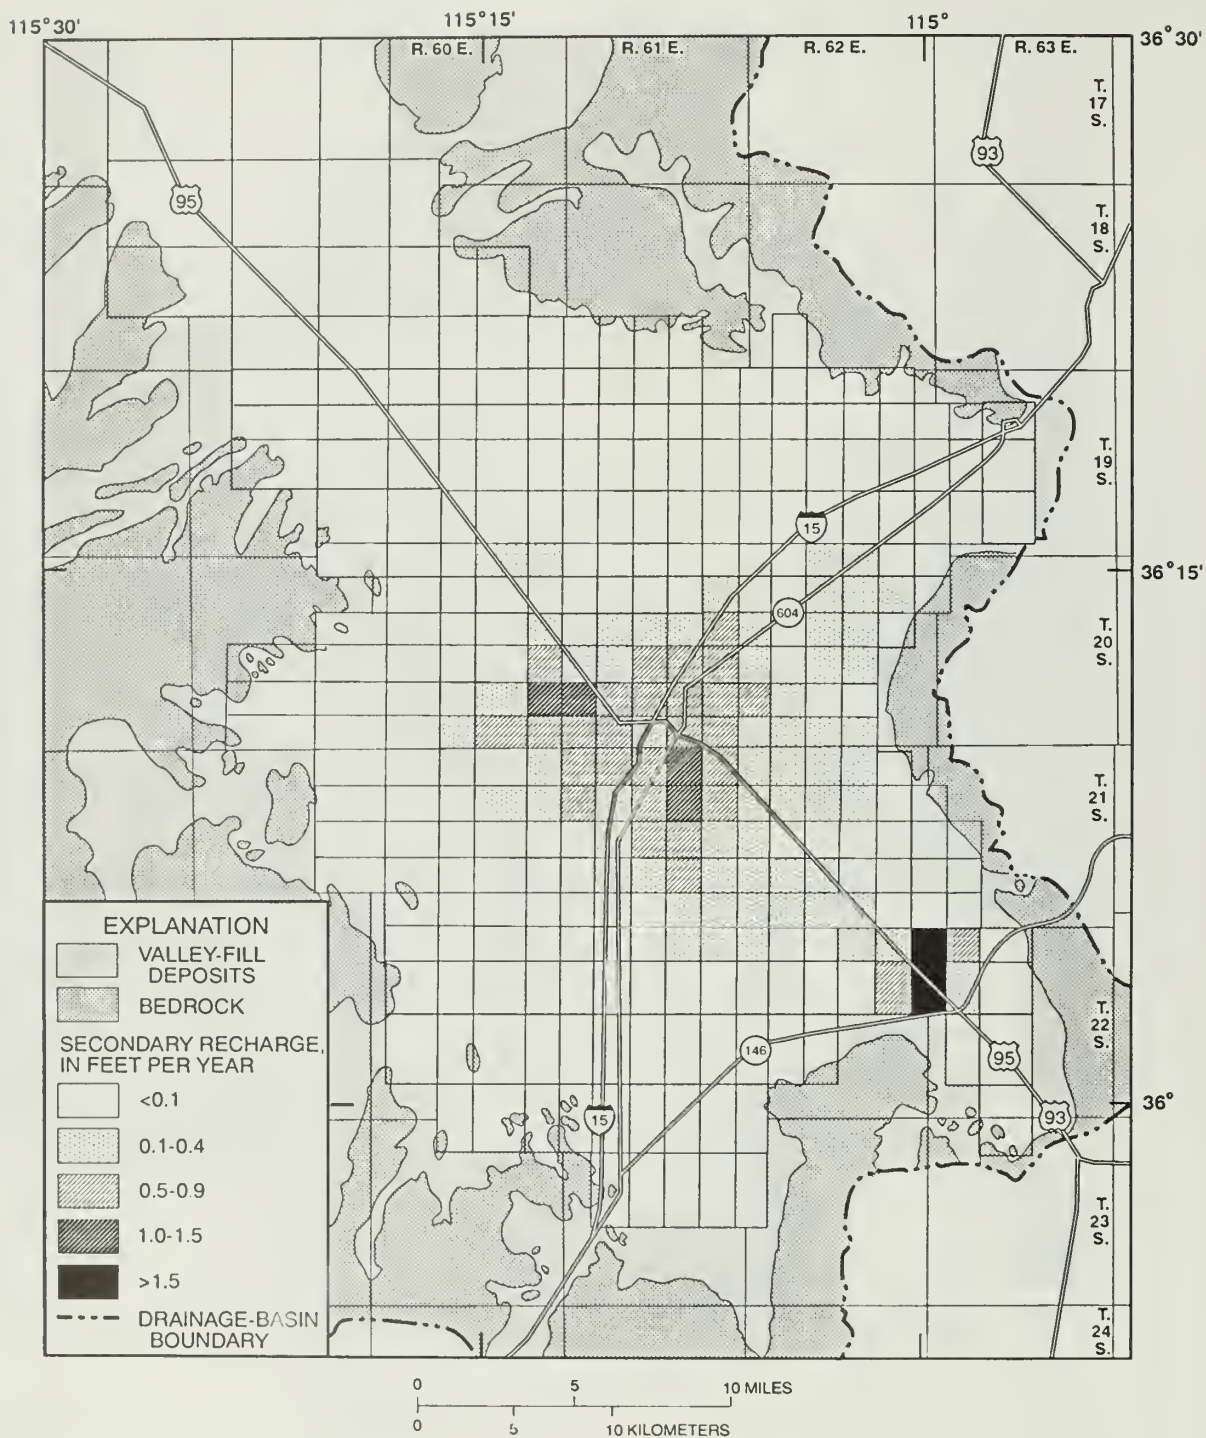 115°30'
115°15'
115°
R. 60 E.
R. 61 E.
R. 62 E.
R. 63 E.
36°30'
T.
17
S.
93
95
T.
18
S.
T.
19
S.
15
36°15'
604
T.
20
S.
T.
21
S.
EXPLANATION
VALLEY-FILL
DEPOSITS
BEDROCK
SECONDARY RECHARGE,
IN FEET PER YEAR
<0.1
0.1-0.4
0.5-0.9
1.0-1.5
>1.5
DRAINAGE-BASIN
BOUNDARY
T.
22
S.
146
95
36°
93
15
T.
23
S.
T.
24
S.
0
5
10 MILES
0
5
10 KILOMETERS